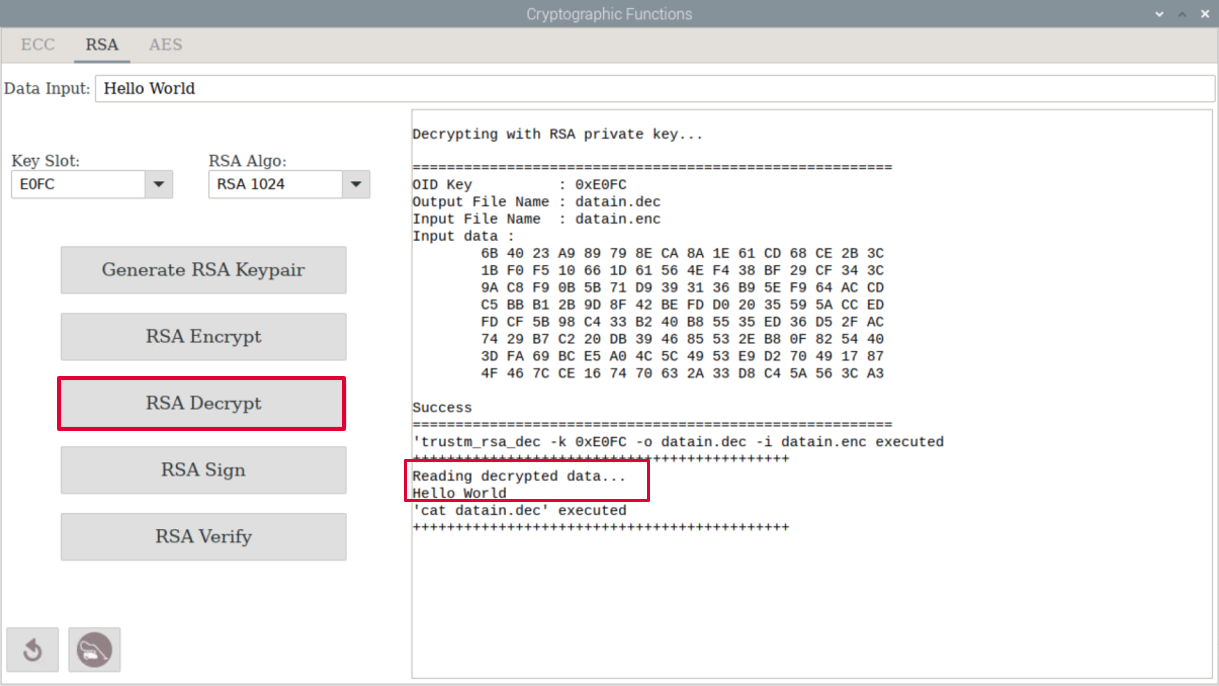 Cryptographic Functions
ECC RSA AES
Data Input: Hello World
Key Slot: RSA Algo:
E0FC RSA 1024
Generate RSA Keypair
RSA Encrypt
RSA Decrypt
RSA Sign
RSA Verify
Decrypting with RSA private key...
========================================================
OID Key : 0xE0FC
Output File Name : datain.dec
Input File Name : datain.enc
Input data :
6B 40 23 A9 89 79 8E CA 8A 1E 61 CD 68 CE 2B 3C
1B F0 F5 10 66 1D 61 56 4E F4 38 BF 29 CF 34 3C
9A C8 F9 0B 5B 71 D9 39 31 36 B9 5E F9 64 AC CD
C5 BB B1 2B 9D 8F 42 BE FD D0 20 35 59 5A CC ED
FD CF 5B 98 C4 33 B2 40 B8 55 35 ED 36 D5 2F AC
74 29 B7 C2 20 DB 39 46 85 53 2E B8 0F 82 54 40
3D FA 69 BC E5 A0 4C 5C 49 53 E9 D2 70 49 17 87
4F 46 7C CE 16 74 70 63 2A 33 D8 C4 5A 56 3C A3
Success
========================================================
'trustm_rsa_dec -k 0xE0FC -o datain.dec -i datain.enc executed
++++++++++++++++++++++++++++++++++++++++++++
Reading decrypted data...
Hello World
'cat datain.dec' executed
++++++++++++++++++++++++++++++++++++++++++++